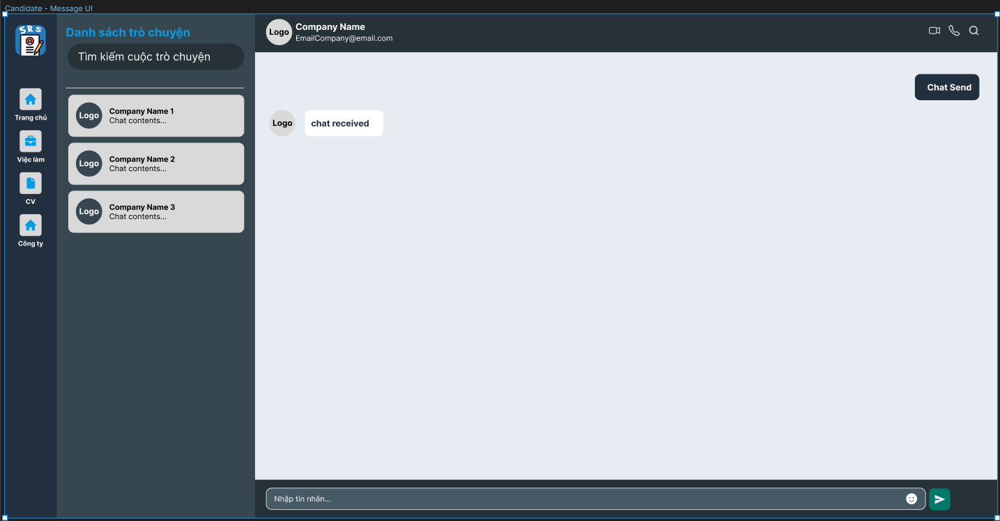 Candidate - Message UI
SRS
Trang chủ
Việc làm
CV
Công ty
Danh sách trò chuyện
Tìm kiếm cuộc trò chuyện
Logo
Company Name 1
Chat contents...
Logo
Company Name 2
Chat contents...
Logo
Company Name 3
Chat contents...
Logo
Company Name
EmailCompany@email.com
Chat Send
Logo
chat received
Nhập tin nhắn...